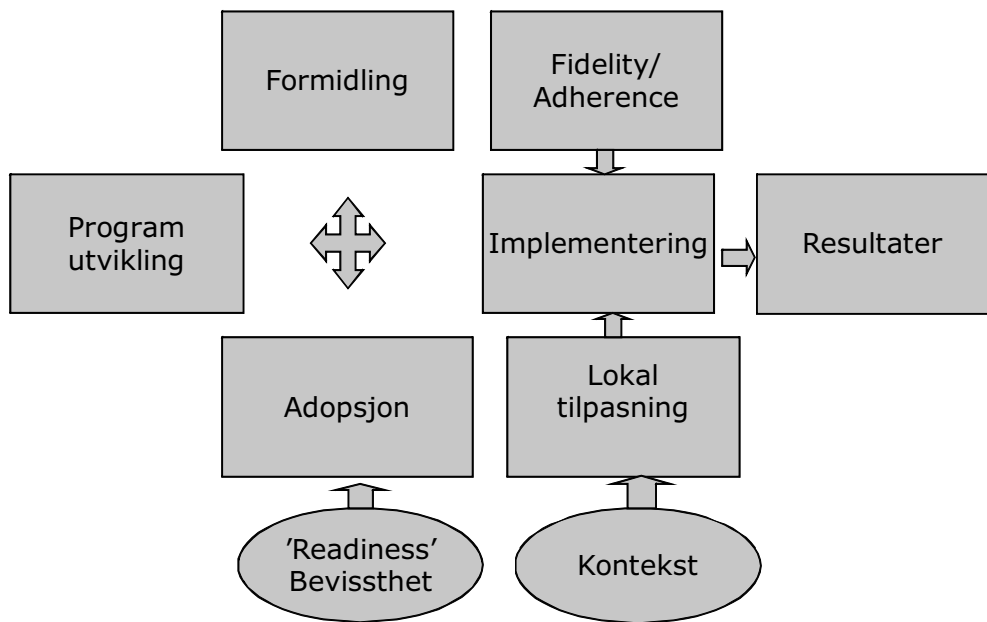 Formidling
Fidelity/
Adherence
Program
utvikling
Implementering
Resultater
Adopsjon
Lokal
tilpasning
’Readiness’
Bevissthet
Kontekst